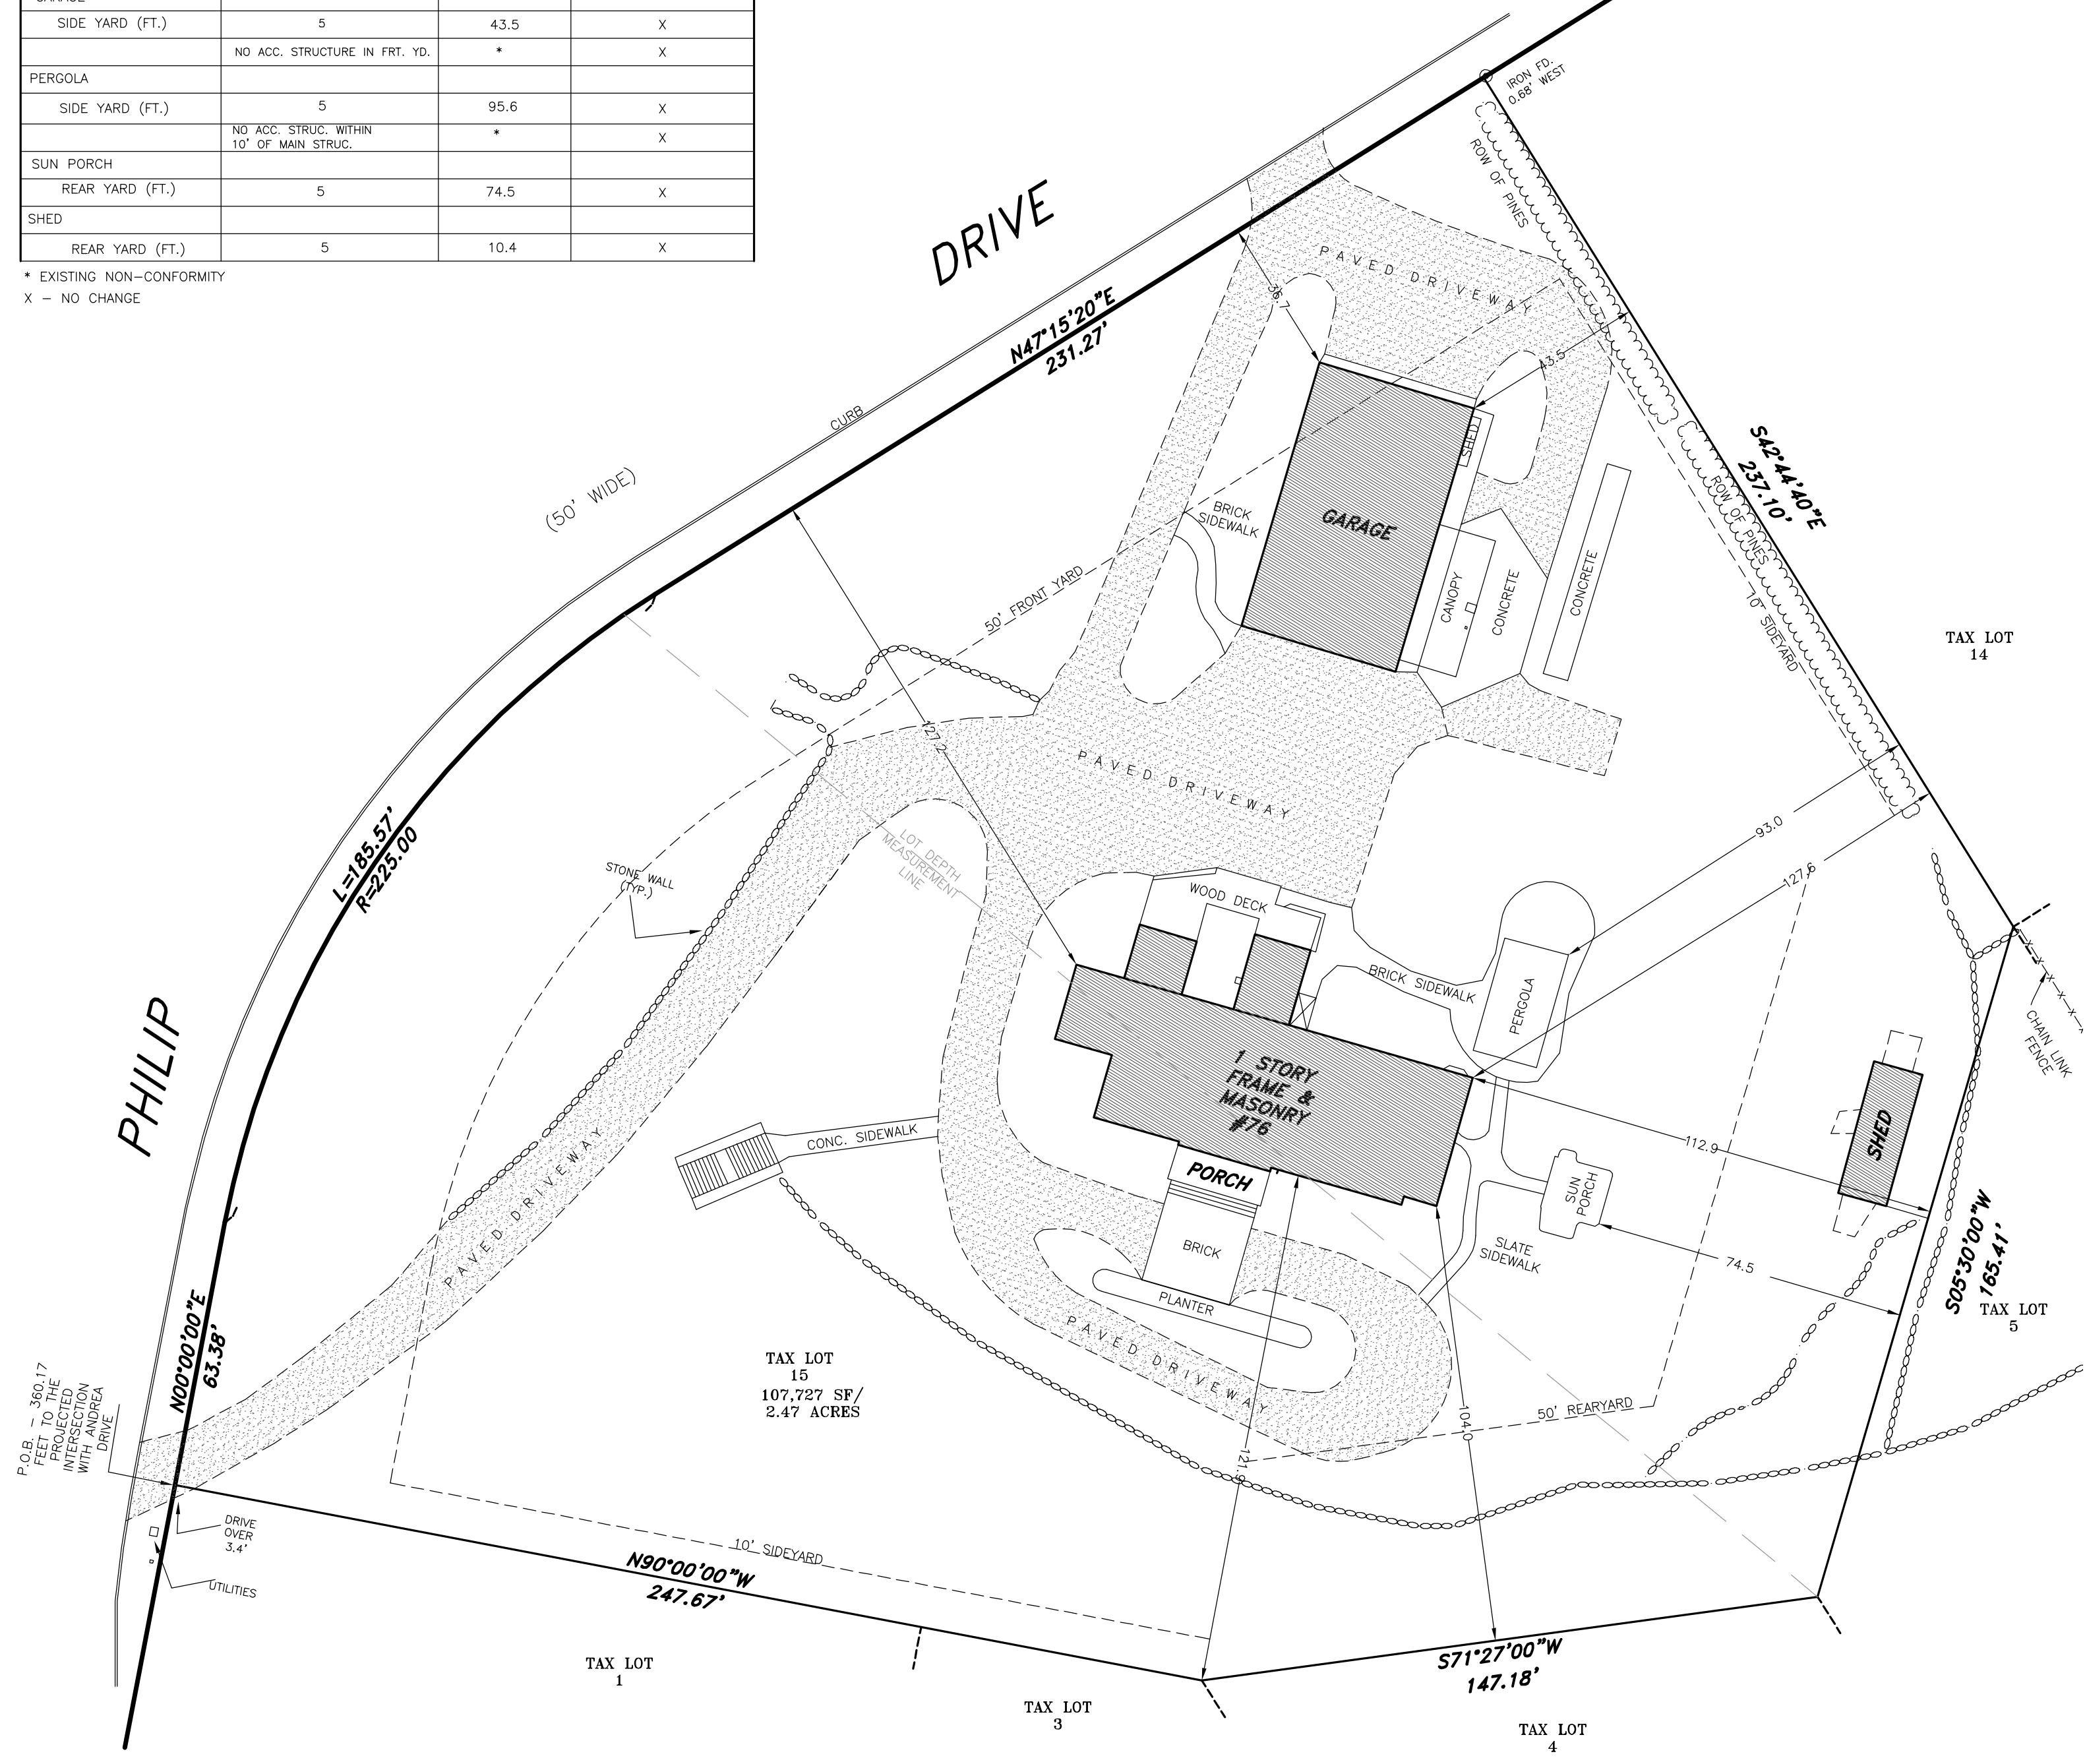 SIDE YARD (FT.) 5 43.5 X
NO ACC. STRUCTURE IN FRT. YD. * X
PERGOLA
SIDE YARD (FT.) 5 95.6 X
NO ACC. STRUC. WITHIN
10' OF MAIN STRUC. * X
SUN PORCH
REAR YARD (FT.) 5 74.5 X
SHED
REAR YARD (FT.) 5 10.4 X
* EXISTING NON-CONFORMITY
X - NO CHANGE
IRON FD.
0.68' WEST
ROW OF PINES
DRIVE
PAVED DRIVEWAY
36.7
N47°15'20"E
231.27'
43.5
CURB
SHED
S42°44'40"E
237.10'
ROW OF PINES
(50' WIDE)
BRICK
SIDEWALK
GARAGE
CANOPY
CONCRETE
CONCRETE
50' FRONT YARD
10' SIDEYARD
TAX LOT
14
127.2
PAVED DRIVEWAY
L=185.57'
R=225.00
LOT DEPTH
MEASUREMENT
LINE
STONE WALL
(TYP.)
93.0
127.6
WOOD DECK
BRICK SIDEWALK
PERGOLA
PHILIP
1 STORY
FRAME &
MASONRY
#76
CHAIN LINK
FENCE
X X X X X
SHED
112.9
CONC. SIDEWALK
PORCH
SUN
PORCH
BRICK
SLATE
SIDEWALK
74.5
PAVED DRIVEWAY
PLANTER
S05°30'00"W
165.41'
TAX LOT
5
N00°00'00"E
63.38'
PAVED DRIVEWAY
TAX LOT
15
107,727 SF/
2.47 ACRES
50' REARYARD
104.0
121.9
P.O.B. - 360.17
FEET TO THE
PROJECTED
INTERSECTION
WITH ANDREA
DRIVE
DRIVE
OVER
3.4'
UTILITIES
10' SIDEYARD
N90°00'00"W
247.67'
S71°27'00"W
147.18'
TAX LOT
1
TAX LOT
3
TAX LOT
4